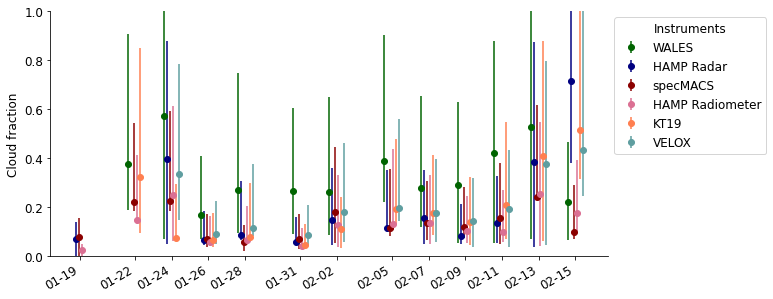 Cloud fraction
1.0
0.8
0.6
0.4
0.2
0.0
01-19
01-22
01-24
01-26
01-28
01-31
02-02
02-05
02-07
02-09
02-11
02-13
02-15
Instruments
WALES
HAMP Radar
specMACS
HAMP Radiometer
KT19
VELOX